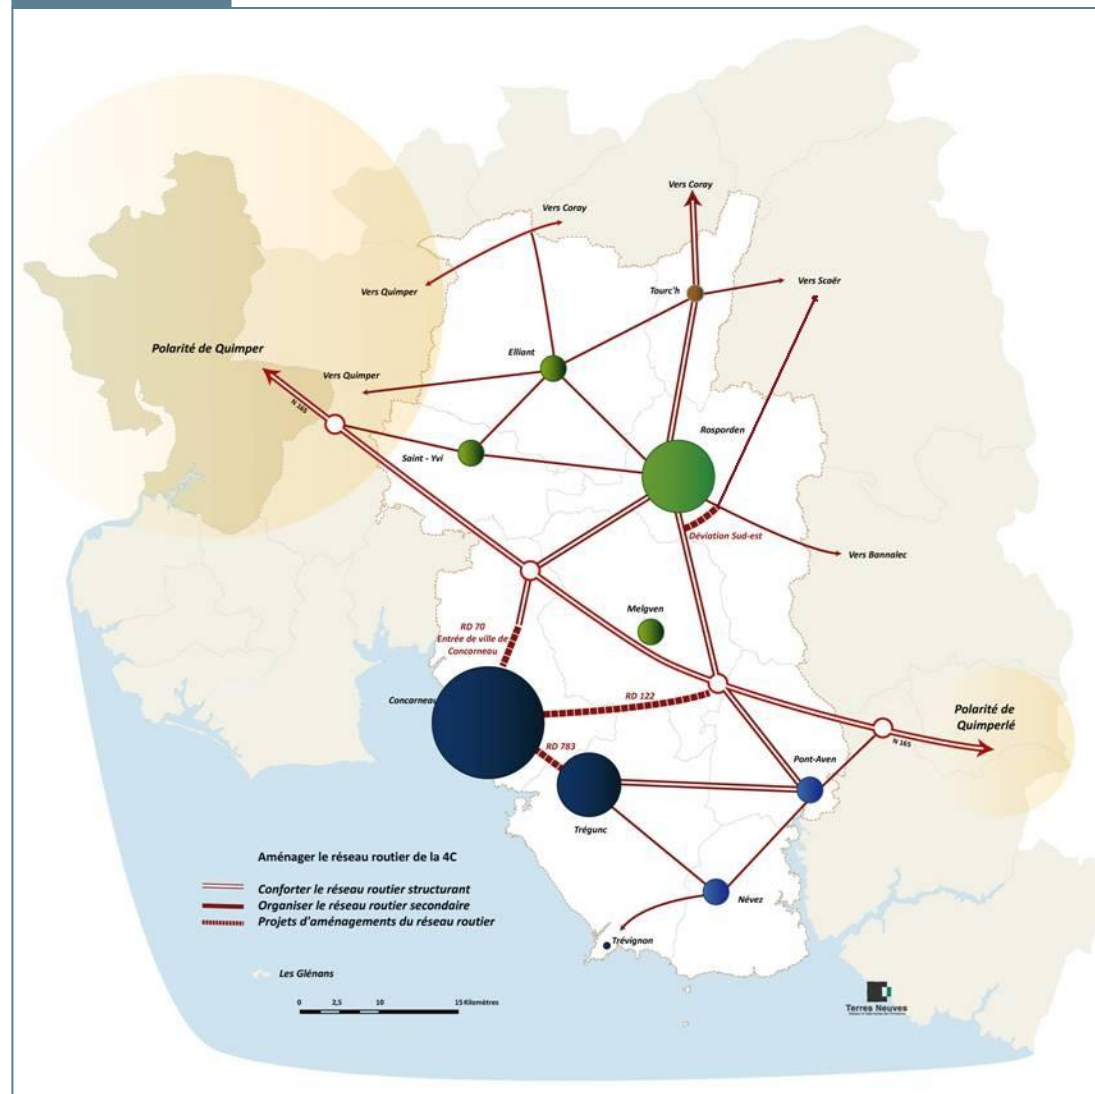 Vers Coray
Vers Coray
Vers Quimper
Tourc'h
Vers Scaër
Polarité de Quimper
Elliant
Vers Quimper
N 165
Rosporden
Saint - Yvi
Déviation Sud-est
Vers Bannalec
Melgven
RD 70
Entrée de ville de
Concarneau
Concarneau
RD 122
Polarité de
Quimperlé
N 165
RD 783
Pont-Aven
Trégunc
Névez
Trévignon
Aménager le réseau routier de la 4C
Conforter le réseau routier structurant
Organiser le réseau routier secondaire
Projets d'aménagements du réseau routier
Les Glénans
0 2,5 10 15 Kilomètres
Terres Neuves